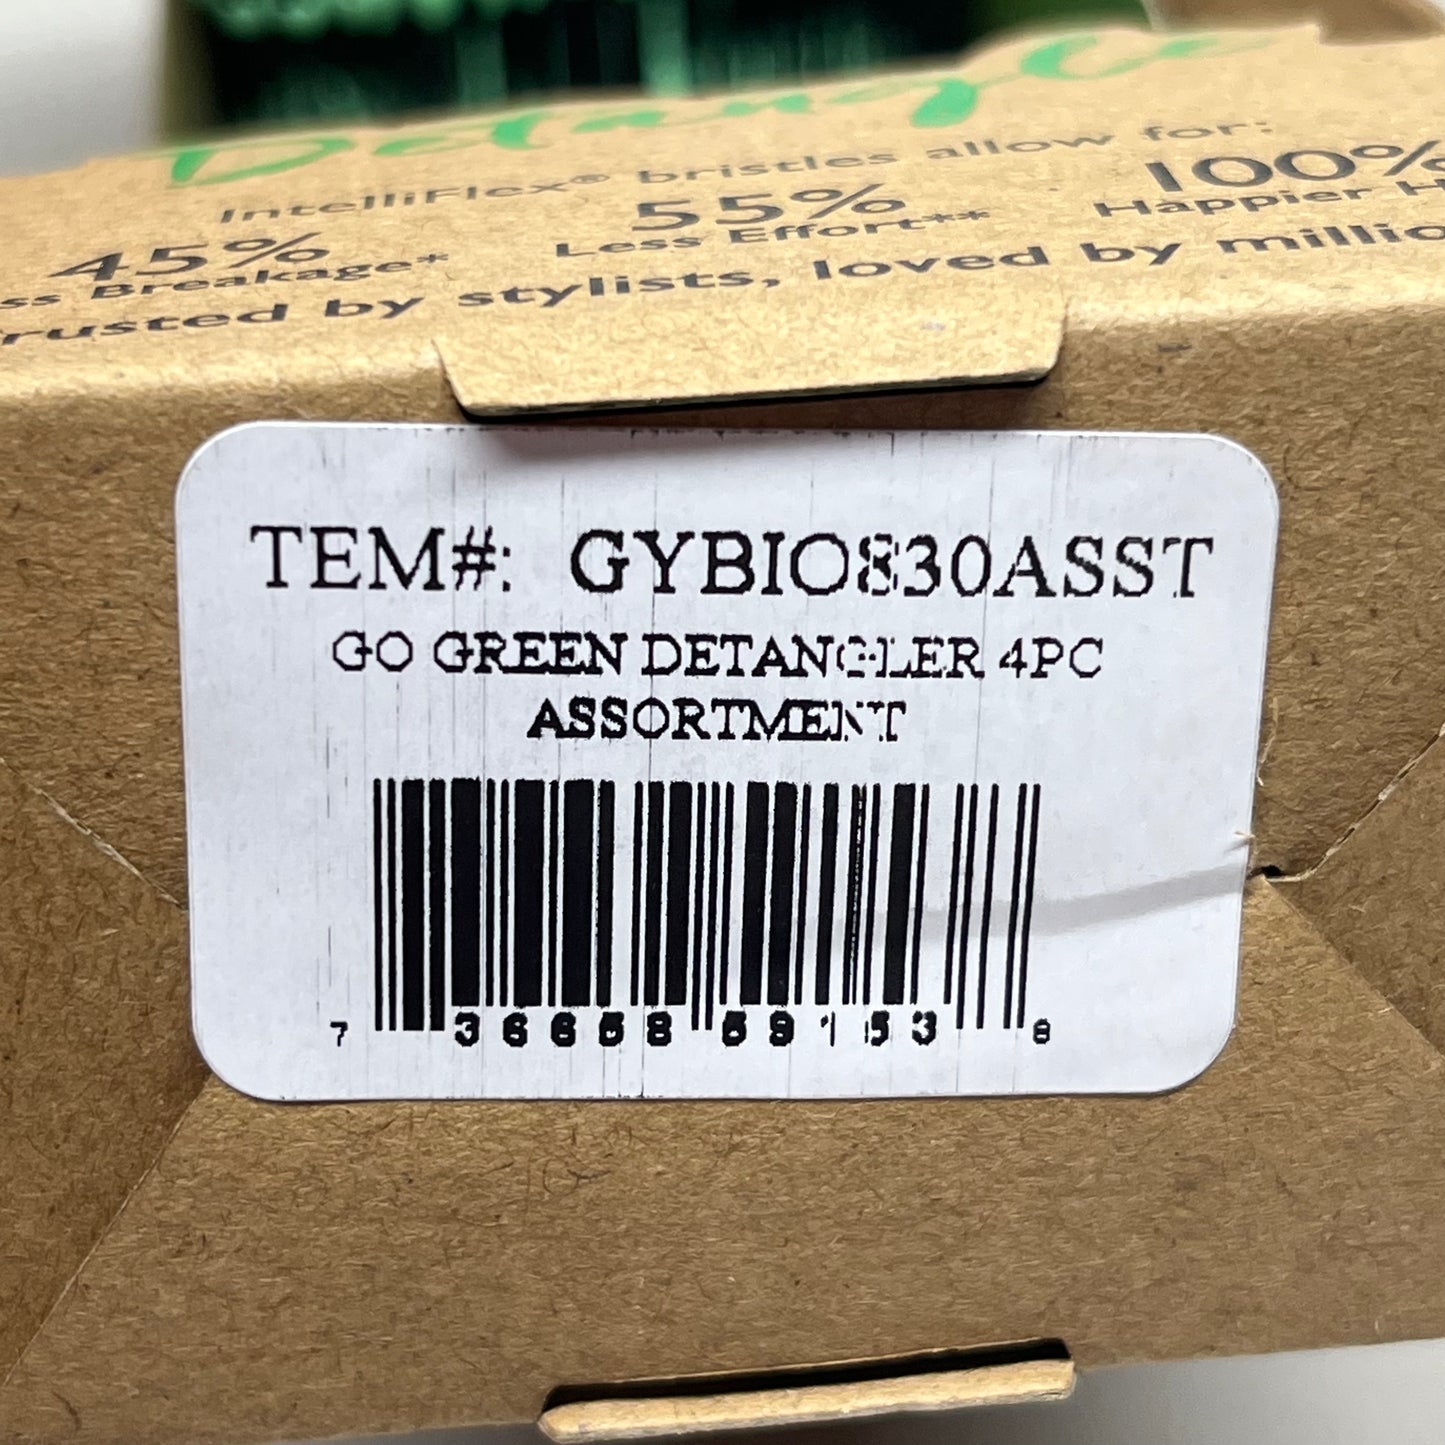 Detangle
IntelliFlex® bristles allow for:
45% 55% 100%
ss Breakage* Less Effort** Happier H
rusted by stylists, loved by millio
TEM#: GYBIO830ASST
GO GREEN DETANGLER 4PC
ASSORTMENT
7 36658 59153 8